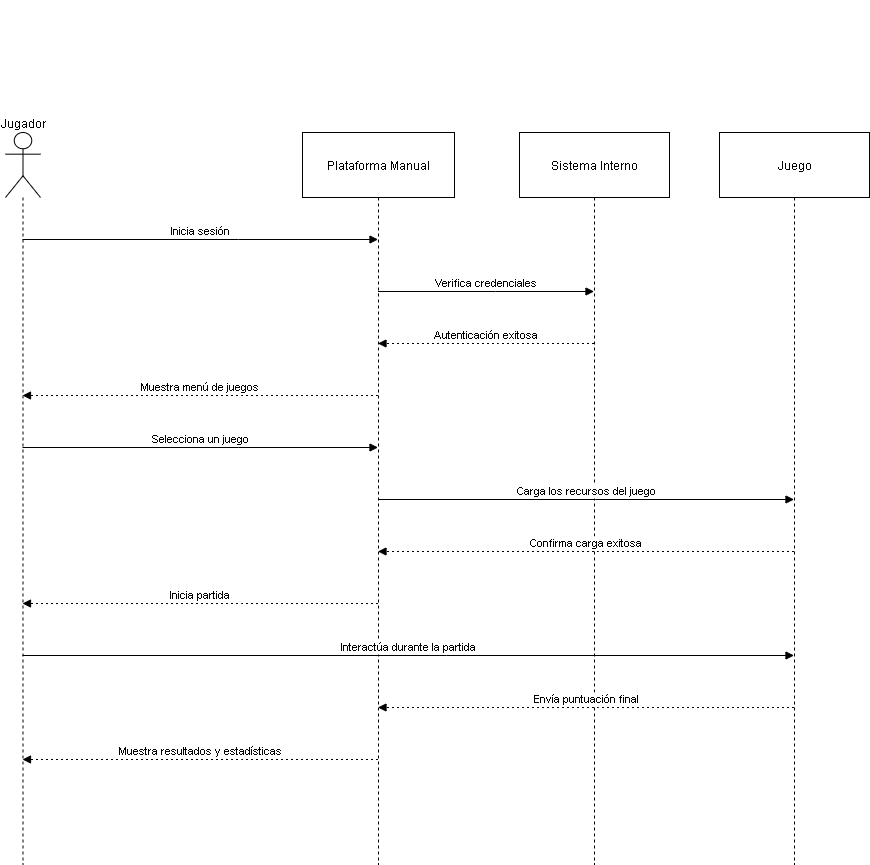 Jugador
Plataforma Manual
Sistema Interno
Juego
Inicia sesión
Verifica credenciales
Autenticación exitosa
Muestra menú de juegos
Selecciona un juego
Carga los recursos del juego
Confirma carga exitosa
Inicia partida
Interactúa durante la partida
Envía puntuación final
Muestra resultados y estadísticas